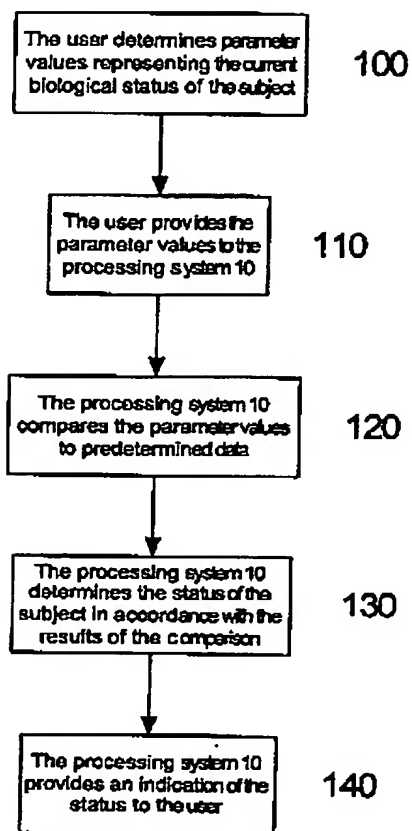 The user determines parameter
values representing the current
biological status of the subject
100
The user provides the
parameter values to the
processing system 10
110
The processing system 10
compares the parameter values
to predetermined data
120
The processing system 10
determines the status of the
subject in accordance with the
results of the comparison
130
The processing system 10
provides an indication of the
status to the user
140